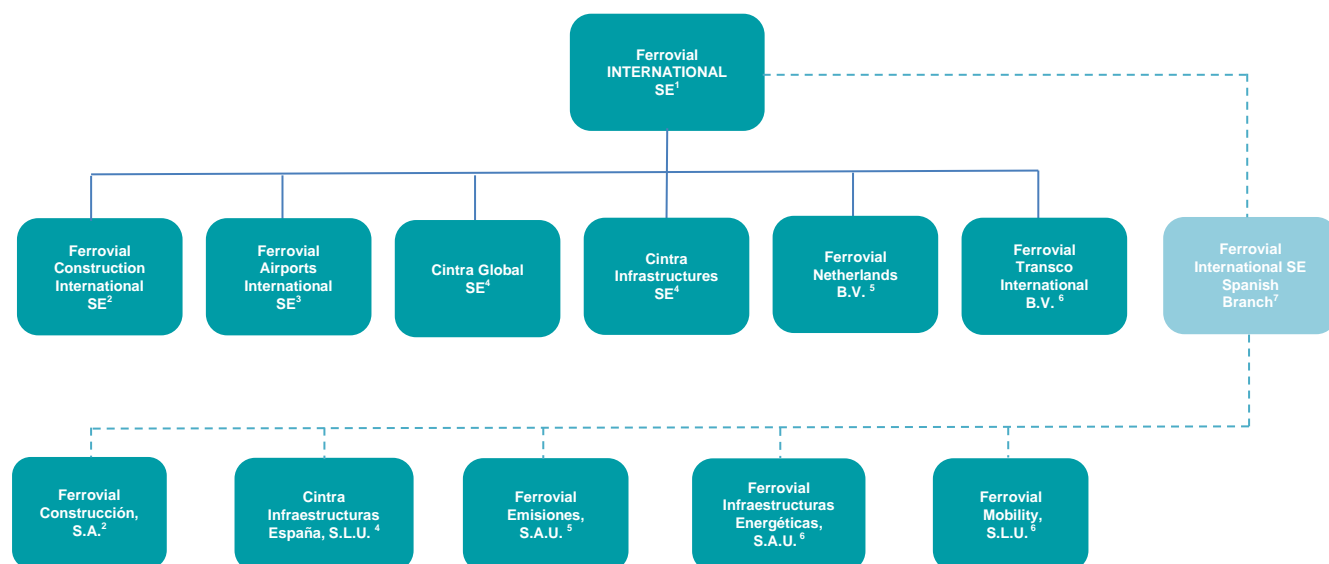 Ferrovial
INTERNATIONAL
SE¹
Ferrovial
Construction
International
SE²
Ferrovial
Airports
International
SE³
Cintra Global
SE⁴
Cintra
Infrastructures
SE⁴
Ferrovial
Netherlands
B.V. ⁵
Ferrovial
Transco
International
B.V. ⁶
Ferrovial
International SE
Spanish
Branch⁷
Ferrovial
Construcción,
S.A.²
Cintra
Infraestructuras
España, S.L.U. ⁴
Ferrovial
Emisiones,
S.A.U. ⁵
Ferrovial
Infraestructuras
Energéticas,
S.A.U. ⁶
Ferrovial
Mobility,
S.L.U. ⁶